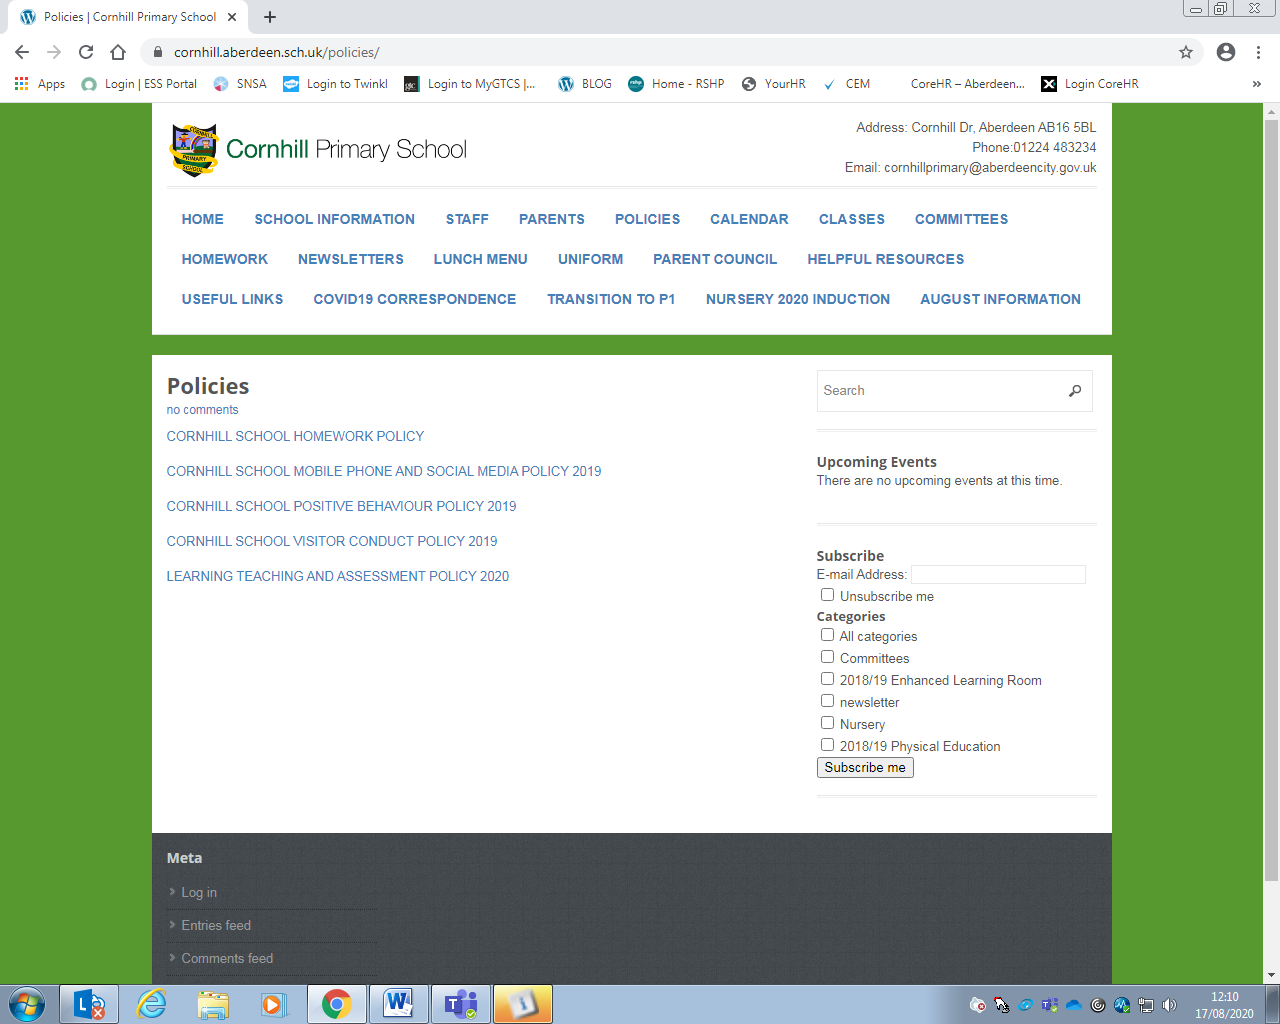 Policies | Cornhill Primary School
cornhill.aberdeen.sch.uk/policies/
Apps Login | ESS Portal SNSA Login to Twinkl Login to MyGTCS |... BLOG Home - RSHP YourHR CEM CoreHR – Aberdeen... Login CoreHR »
CORNHILL
PRIMARY
SCHOOL
Cornhill Primary School
Address: Cornhill Dr, Aberdeen AB16 5BL
Phone:01224 483234
Email: cornhillprimary@aberdeencity.gov.uk
HOME SCHOOL INFORMATION STAFF PARENTS POLICIES CALENDAR CLASSES COMMITTEES
HOMEWORK NEWSLETTERS LUNCH MENU UNIFORM PARENT COUNCIL HELPFUL RESOURCES
USEFUL LINKS COVID19 CORRESPONDENCE TRANSITION TO P1 NURSERY 2020 INDUCTION AUGUST INFORMATION
Policies
no comments
CORNHILL SCHOOL HOMEWORK POLICY
CORNHILL SCHOOL MOBILE PHONE AND SOCIAL MEDIA POLICY 2019
CORNHILL SCHOOL POSITIVE BEHAVIOUR POLICY 2019
CORNHILL SCHOOL VISITOR CONDUCT POLICY 2019
LEARNING TEACHING AND ASSESSMENT POLICY 2020
Search
Upcoming Events
There are no upcoming events at this time.
Subscribe
E-mail Address:
Unsubscribe me
Categories
All categories
Committees
2018/19 Enhanced Learning Room
newsletter
Nursery
2018/19 Physical Education
Subscribe me
Meta
Log in
Entries feed
Comments feed
12:10
17/08/2020